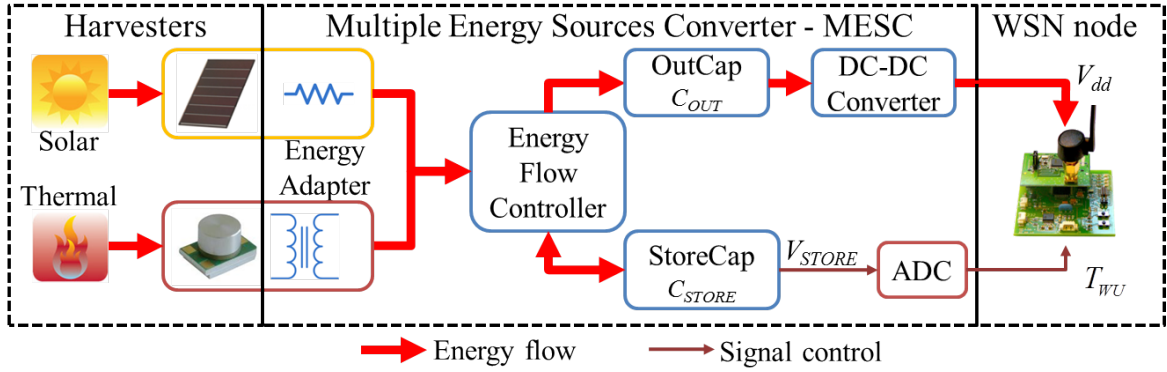 Harvesters
Multiple Energy Sources Converter - MESC
WSN node
Solar
Thermal
Energy
Adapter
Energy
Flow
Controller
OutCap
C_OUT
DC-DC
Converter
StoreCap
C_STORE
V_STORE
ADC
V_dd
T_WU
Energy flow
Signal control